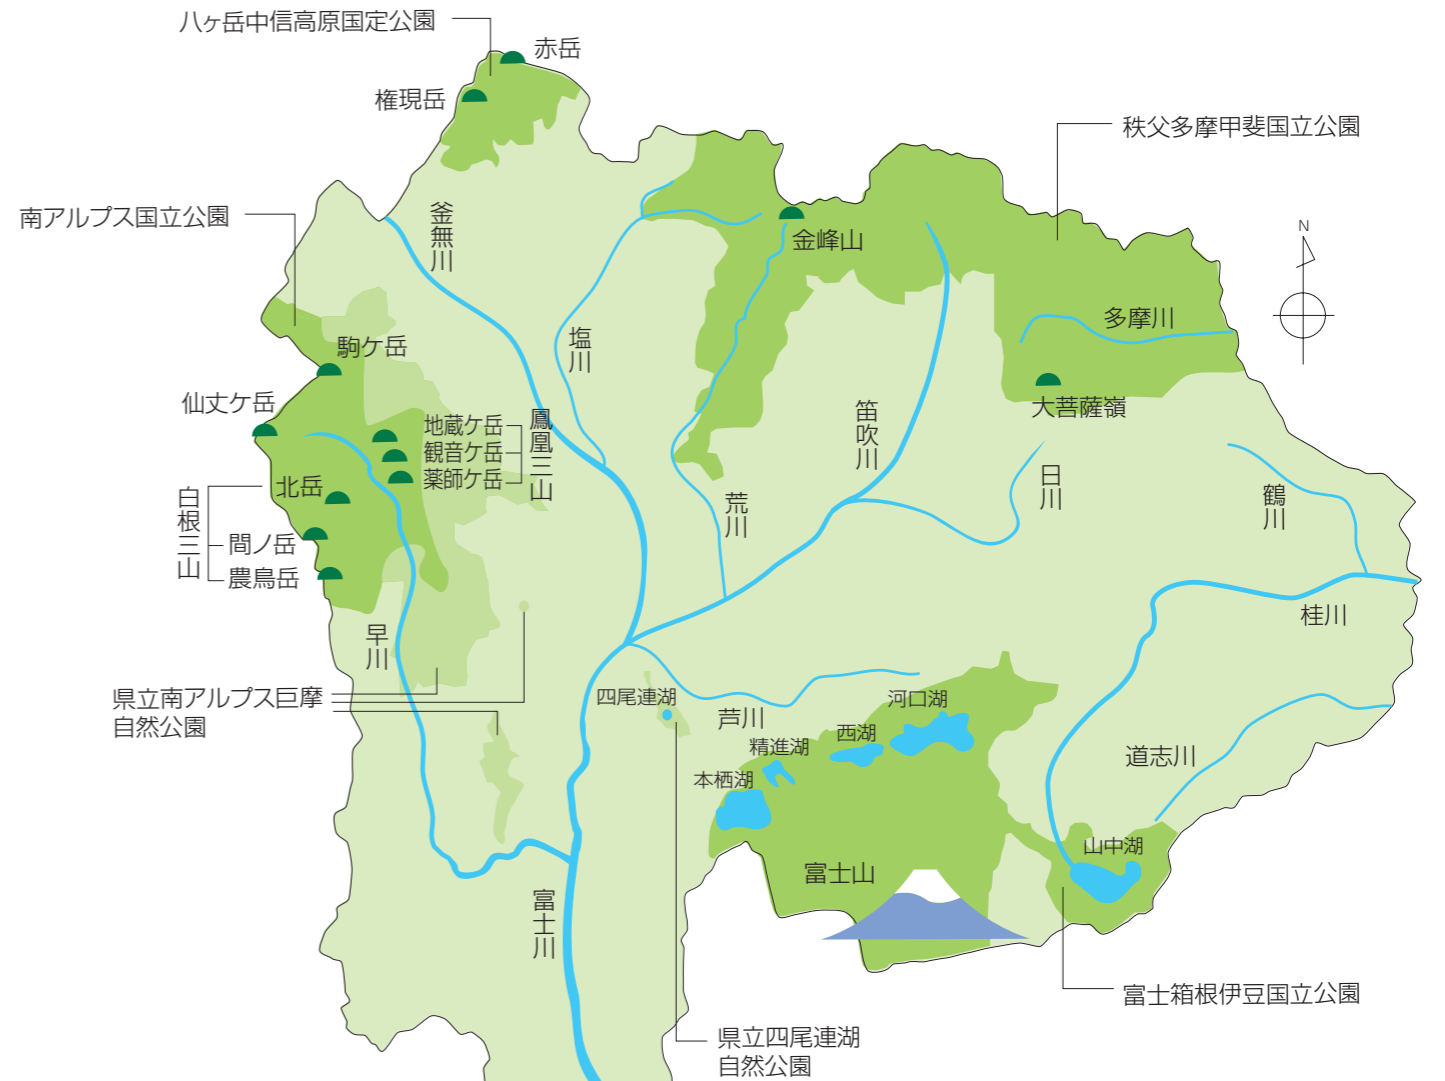 八ヶ岳中信高原国定公園
赤岳
権現岳
秩父多摩甲斐国立公園
南アルプス国立公園
釜無川
N
金峰山
多摩川
塩川
駒ケ岳
仙丈ケ岳
大菩薩嶺
地蔵ケ岳
観音ケ岳
薬師ケ岳
鳳凰三山
笛吹川
日川
鶴川
荒川
北岳
白根三山
間ノ岳
農鳥岳
桂川
早川
県立南アルプス巨摩
自然公園
四尾連湖
芦川
河口湖
西湖
精進湖
本栖湖
道志川
山中湖
富士山
富士川
富士箱根伊豆国立公園
県立四尾連湖
自然公園